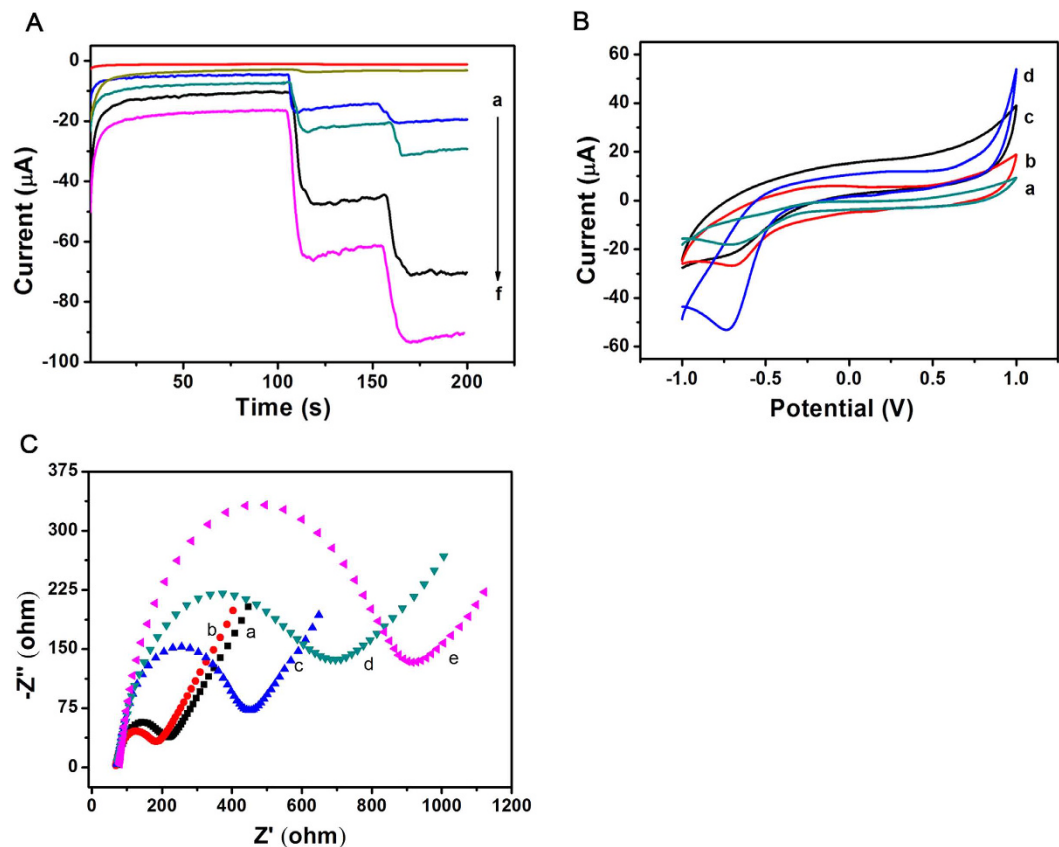 A
0
-20
-40
-60
-80
-100
Current (μA)
50
100
150
200
Time (s)
a
f
B
60
40
20
0
-20
-40
-60
Current (μA)
-1.0
-0.5
0.0
0.5
1.0
Potential (V)
d
c
b
a
C
375
300
225
150
75
0
-Z" (ohm)
0
200
400
600
800
1000
1200
Z' (ohm)
b
a
c
d
e